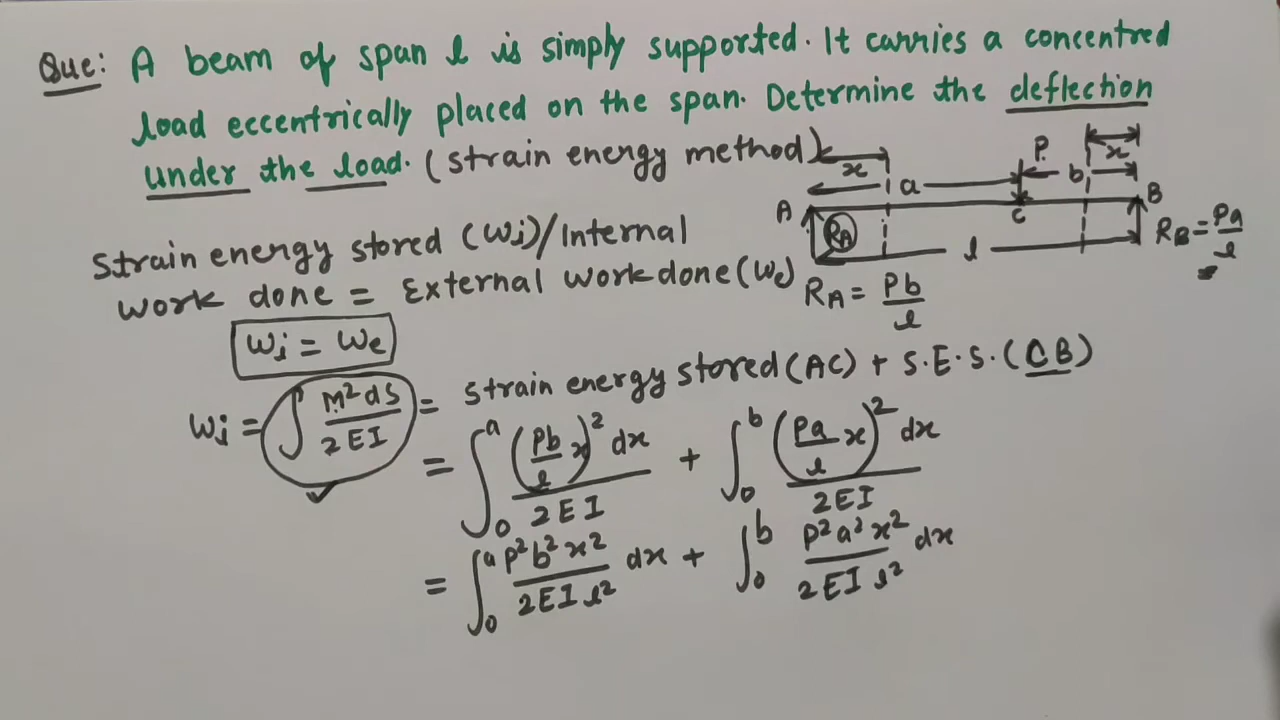 Que: A beam of span l is simply supported. It carries a concentred
load eccentrically placed on the span. Determine the deflection
under the load. (strain energy method)
x a P. b x
A C B
RA l RB = Pa/l
RA = Pb/l
Strain energy stored (Wi)/Internal
work done = External workdone (We)
Wi = We
Wi = ∫ M²ds/2EI = Strain energy stored (AC) + S.E.S. (CB)
= ∫₀ᵃ (Pb/l x)² dx/2EI + ∫₀ᵇ (Pa/l x)² dx/2EI
= ∫₀ᵃ P²b²x²/2EIl² dx + ∫₀ᵇ P²a²x²/2EIl² dx